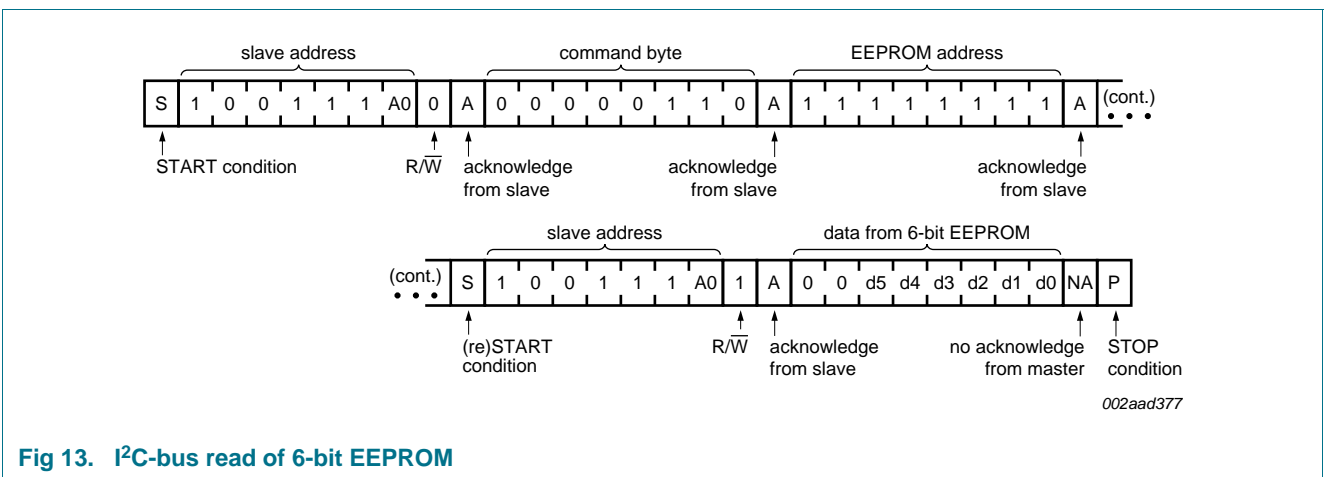 slave address command byte EEPROM address
S 1 0 0 1 1 1 A0 0 A 0 0 0 0 0 1 1 0 A 1 1 1 1 1 1 1 1 A (cont.)
START condition R/W̅ acknowledge from slave acknowledge from slave acknowledge from slave
slave address data from 6-bit EEPROM
(cont.) S 1 0 0 1 1 1 A0 1 A 0 0 d5 d4 d3 d2 d1 d0 NA P
(re)START condition R/W̅ acknowledge from slave no acknowledge from master STOP condition
002aad377
Fig 13. I²C-bus read of 6-bit EEPROM